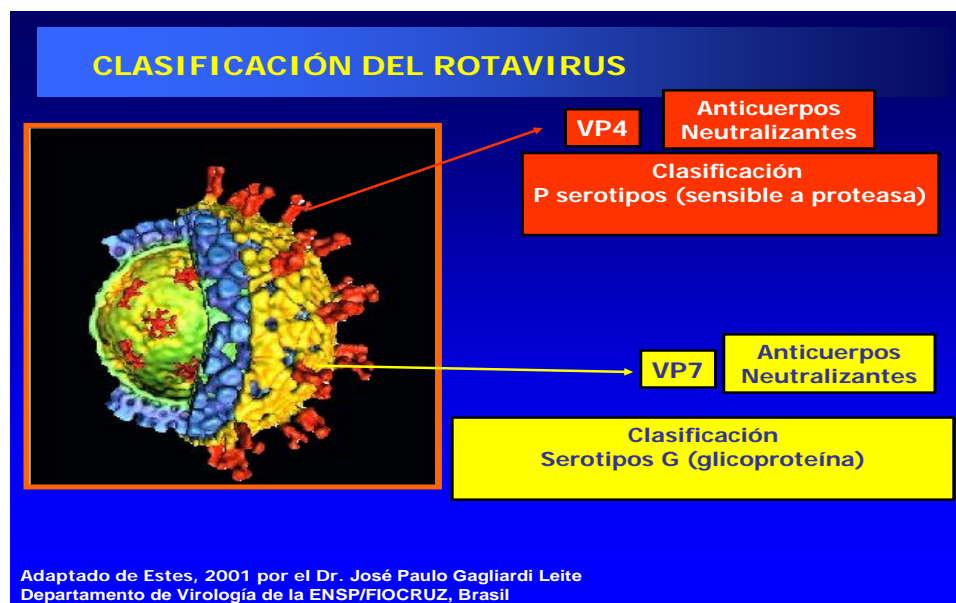 CLASIFICACIÓN DEL ROTAVIRUS
VP4
Anticuerpos
Neutralizantes
Clasificación
P serotipos (sensible a proteasa)
VP7
Anticuerpos
Neutralizantes
Clasificación
Serotipos G (glicoproteína)
Adaptado de Estes, 2001 por el Dr. José Paulo Gagliardi Leite
Departamento de Virología de la ENSP/FIOCRUZ, Brasil